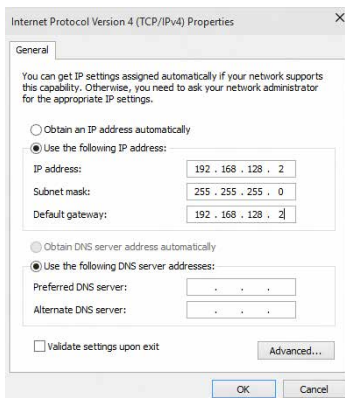 Internet Protocol Version 4 (TCP/IPv4) Properties
General
You can get IP settings assigned automatically if your network supports
this capability. Otherwise, you need to ask your network administrator
for the appropriate IP settings.
Obtain an IP address automatically
Use the following IP address:
IP address: 192 . 168 . 128 . 2
Subnet mask: 255 . 255 . 255 . 0
Default gateway: 192 . 168 . 128 . 2
Obtain DNS server address automatically
Use the following DNS server addresses:
Preferred DNS server: . . .
Alternate DNS server: . . .
Validate settings upon exit
Advanced...
OK Cancel